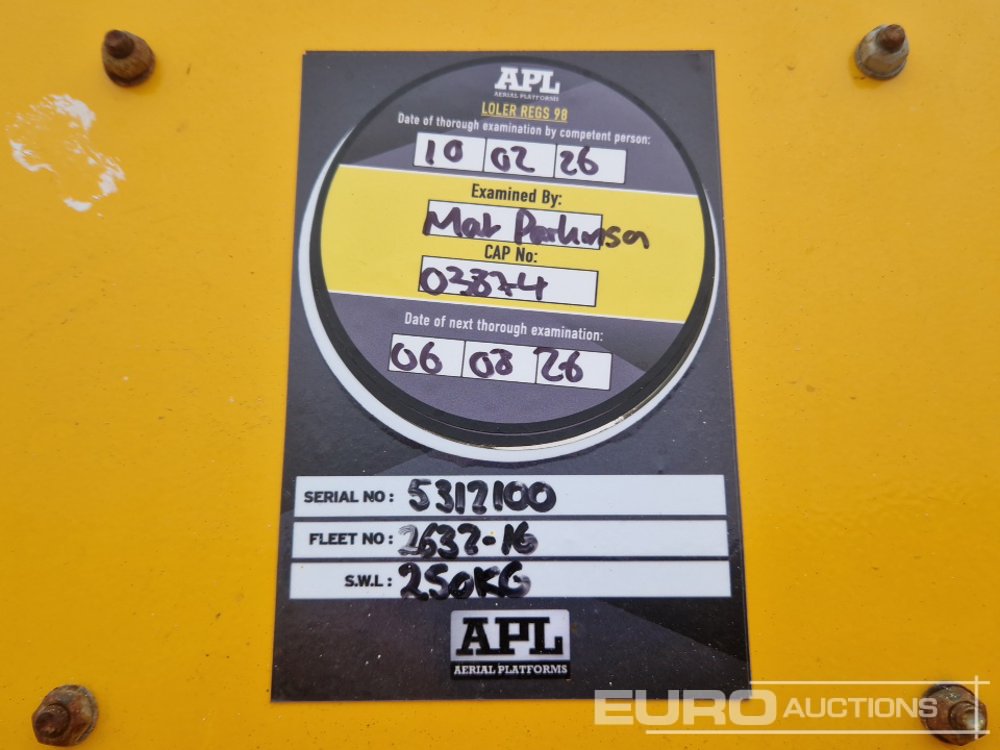 APL
AERIAL PLATFORMS
LOLER REGS 98
Date of thorough examination by competent person:
10 02 26
Examined By:
Mat Parkinson
CAP No:
03874
Date of next thorough examination:
06 08 26
SERIAL NO: 5312100
FLEET NO: 2637-16
S.W.L: 250KG
APL
AERIAL PLATFORMS
EURO AUCTIONS